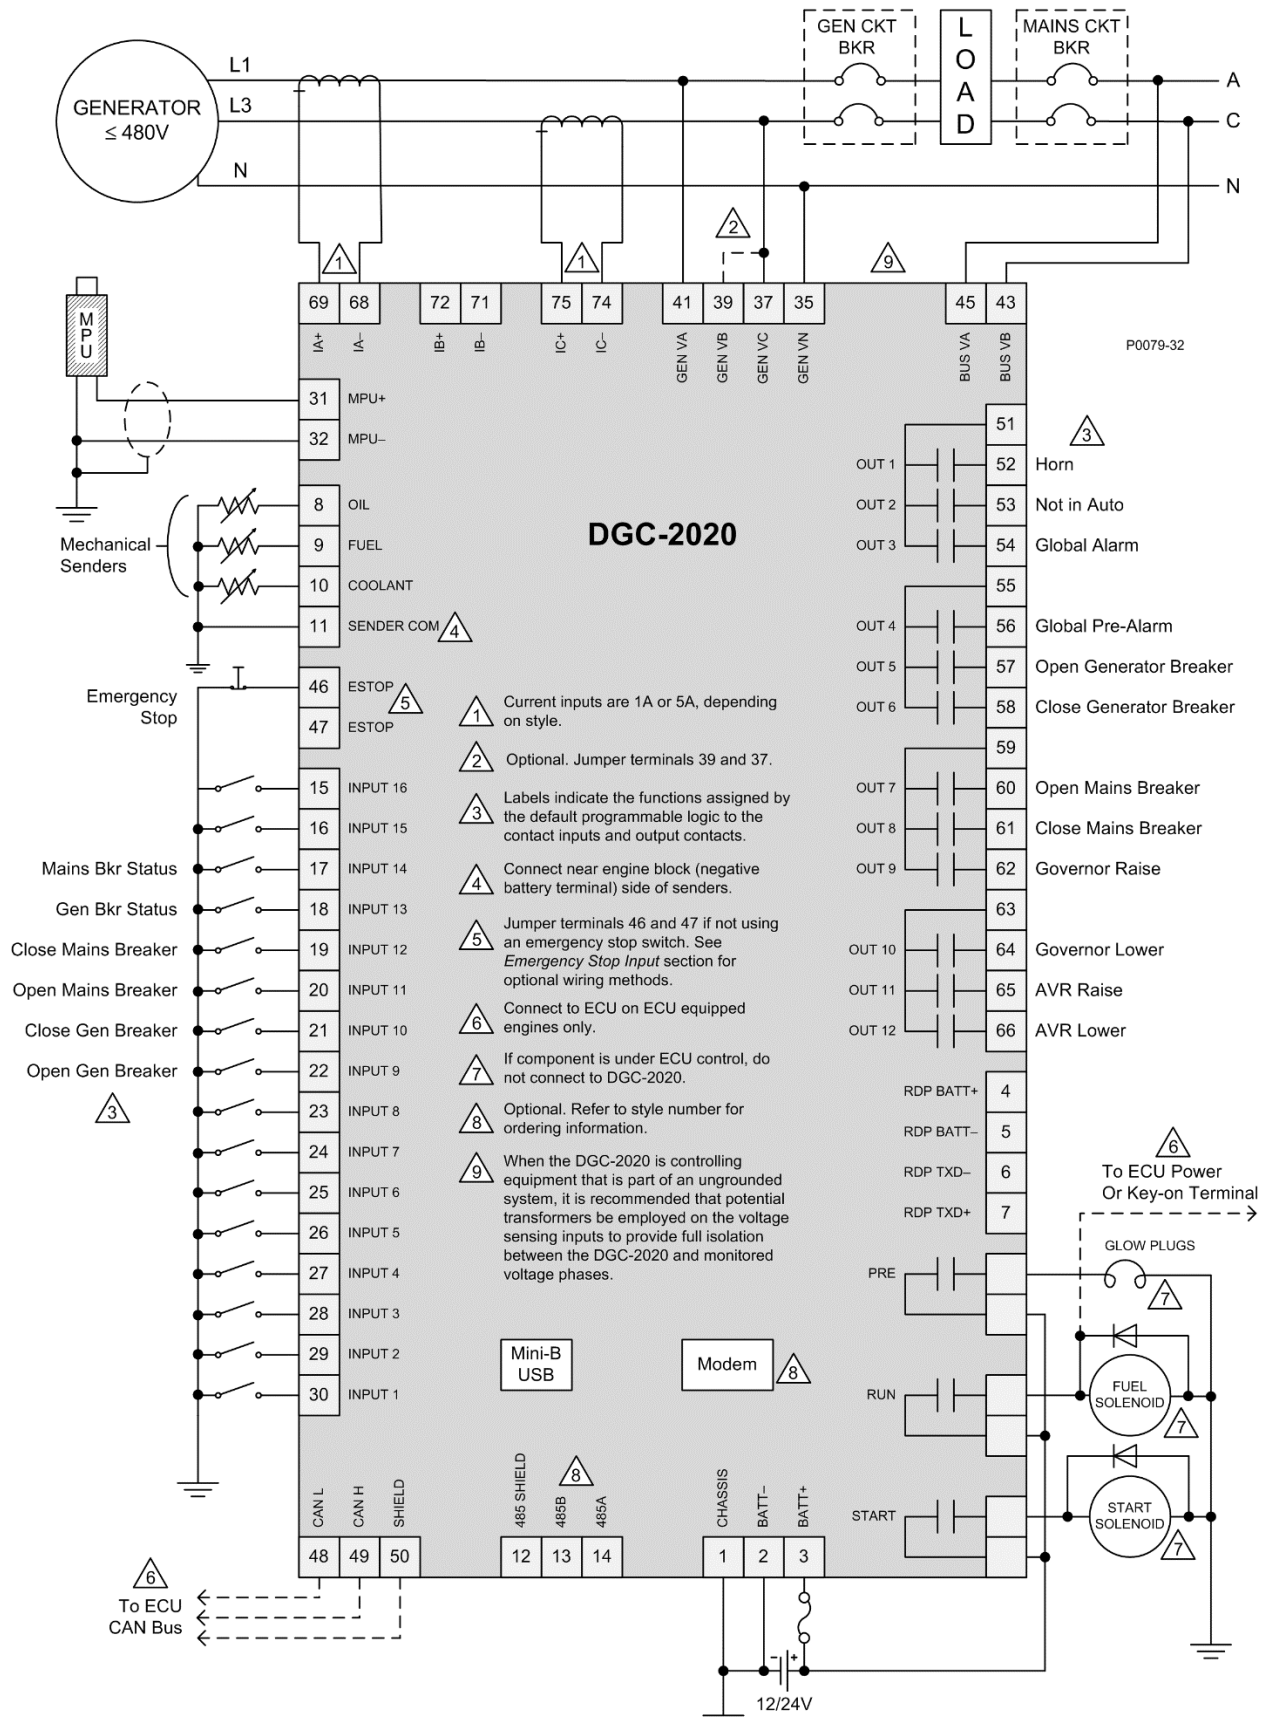 GEN CKT
BKR
LOAD
MAINS CKT
BKR
GENERATOR
≤ 480V
L1
L3
N
A
C
N
1
1
2
9
69
68
72
71
75
74
41
39
37
35
45
43
IA+
IA–
IB+
IB–
IC+
IC–
GEN VA
GEN VB
GEN VC
GEN VN
BUS VA
BUS VB
P0079-32
MPU
31 MPU+
32 MPU–
Mechanical
Senders
8 OIL
9 FUEL
10 COOLANT
11 SENDER COM
4
DGC-2020
Emergency
Stop
46 ESTOP
5
47 ESTOP
15 INPUT 16
16 INPUT 15
Mains Bkr Status 17 INPUT 14
Gen Bkr Status 18 INPUT 13
Close Mains Breaker 19 INPUT 12
Open Mains Breaker 20 INPUT 11
Close Gen Breaker 21 INPUT 10
Open Gen Breaker 22 INPUT 9
3
23 INPUT 8
24 INPUT 7
25 INPUT 6
26 INPUT 5
27 INPUT 4
28 INPUT 3
29 INPUT 2
30 INPUT 1
1 Current inputs are 1A or 5A, depending
on style.
2 Optional. Jumper terminals 39 and 37.
3 Labels indicate the functions assigned by
the default programmable logic to the
contact inputs and output contacts.
4 Connect near engine block (negative
battery terminal) side of senders.
5 Jumper terminals 46 and 47 if not using
an emergency stop switch. See
Emergency Stop Input section for
optional wiring methods.
6 Connect to ECU on ECU equipped
engines only.
7 If component is under ECU control, do
not connect to DGC-2020.
8 Optional. Refer to style number for
ordering information.
9 When the DGC-2020 is controlling
equipment that is part of an ungrounded
system, it is recommended that potential
transformers be employed on the voltage
sensing inputs to provide full isolation
between the DGC-2020 and monitored
voltage phases.
51
3
OUT 1 52 Horn
OUT 2 53 Not in Auto
OUT 3 54 Global Alarm
55
OUT 4 56 Global Pre-Alarm
OUT 5 57 Open Generator Breaker
OUT 6 58 Close Generator Breaker
59
OUT 7 60 Open Mains Breaker
OUT 8 61 Close Mains Breaker
OUT 9 62 Governor Raise
63
OUT 10 64 Governor Lower
OUT 11 65 AVR Raise
OUT 12 66 AVR Lower
RDP BATT+ 4
RDP BATT– 5
RDP TXD– 6
RDP TXD+ 7
6
To ECU Power
Or Key-on Terminal
GLOW PLUGS
PRE
7
RUN
FUEL
SOLENOID
7
START
START
SOLENOID
7
Mini-B
USB
Modem
8
CAN L
CAN H
SHIELD
485 SHIELD
485B
485A
8
CHASSIS
BATT–
BATT+
48
49
50
12
13
14
1
2
3
6
To ECU
CAN Bus
- +
12/24V